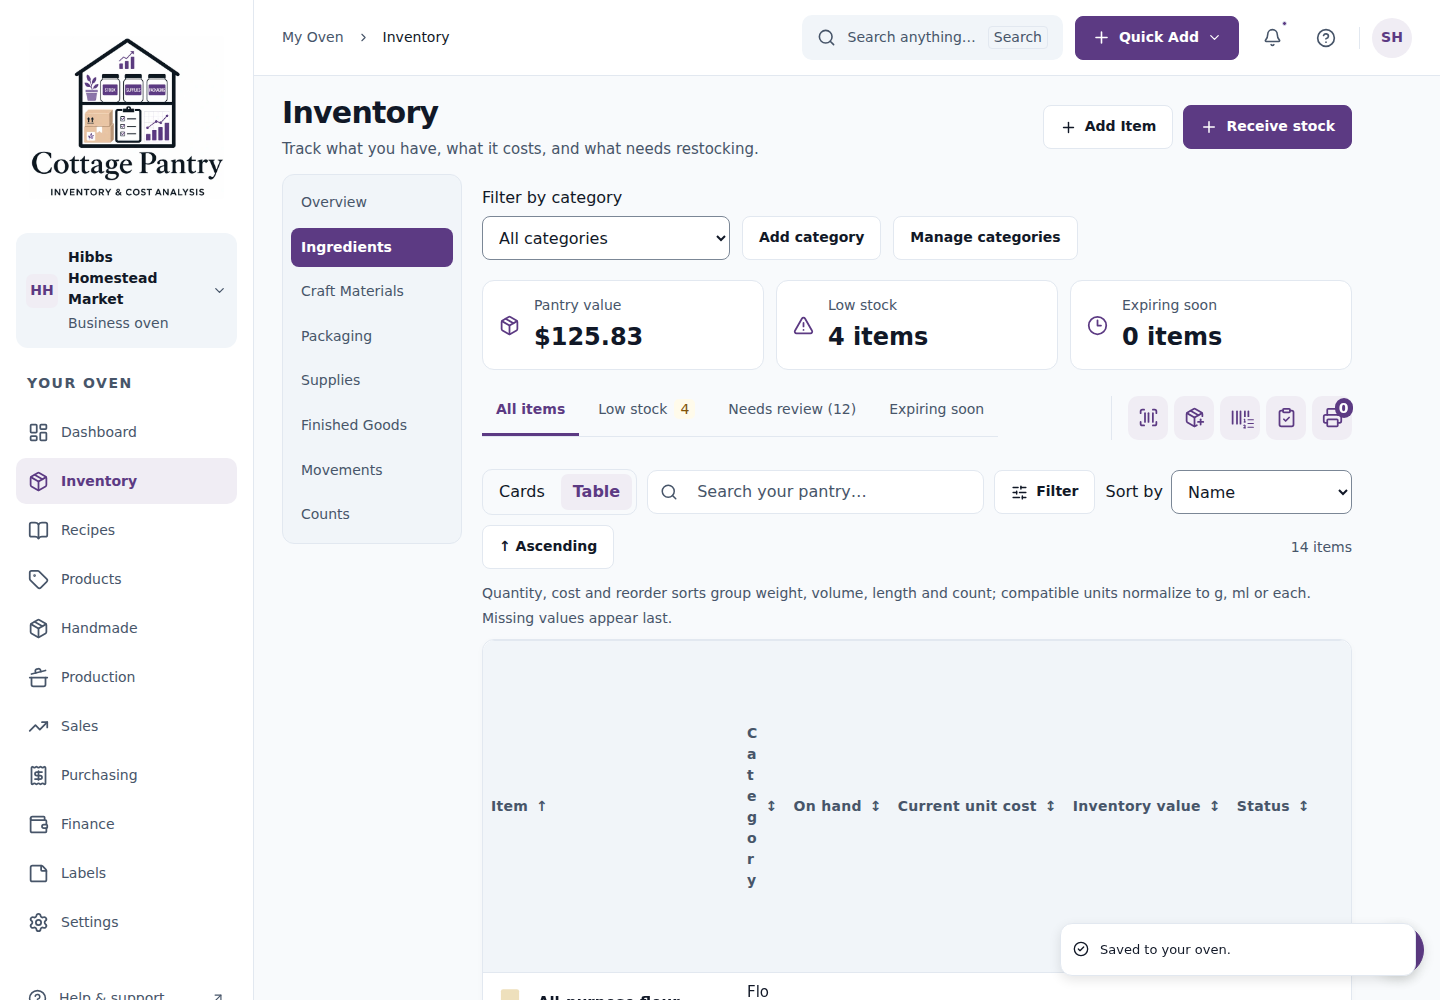 Cottage Pantry
INVENTORY & COST ANALYSIS
HH
Hibbs
Homestead
Market
Business oven
YOUR OVEN
Dashboard
Inventory
Recipes
Products
Handmade
Production
Sales
Purchasing
Finance
Labels
Settings
Help & support
My Oven > Inventory
Search anything... Search
+ Quick Add
SH
Inventory
Track what you have, what it costs, and what needs restocking.
+ Add Item
+ Receive stock
Overview
Ingredients
Craft Materials
Packaging
Supplies
Finished Goods
Movements
Counts
Filter by category
All categories
Add category
Manage categories
Pantry value
$125.83
Low stock
4 items
Expiring soon
0 items
All items
Low stock 4
Needs review (12)
Expiring soon
0
Cards Table
Search your pantry...
Filter
Sort by Name
↑ Ascending
14 items
Quantity, cost and reorder sorts group weight, volume, length and count; compatible units normalize to g, ml or each.
Missing values appear last.
Item ↑
Category ↕
On hand ↕
Current unit cost ↕
Inventory value ↕
Status ↕
All-purpose flour
Flo
Saved to your oven.